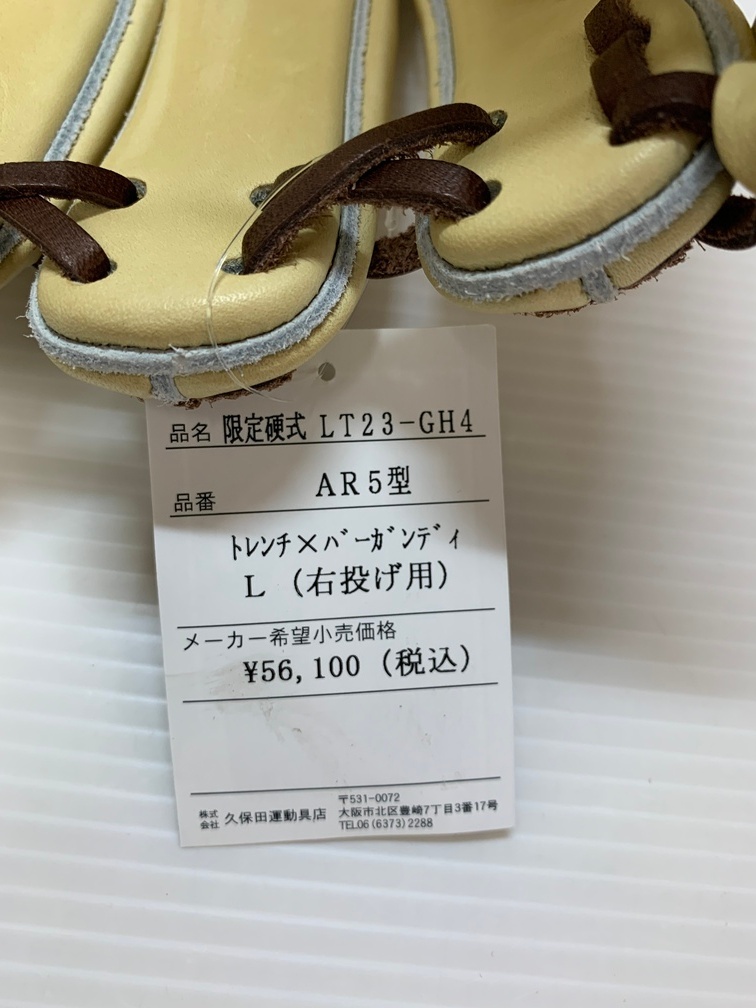 品名 限定硬式 LT23-GH4
品番 AR5型
ﾄﾚﾝﾁ×ﾊﾞｰｶﾞﾝﾃﾞｨ
L（右投げ用）
メーカー希望小売価格
¥56,100（税込）
株式会社 久保田運動具店
〒531-0072
大阪市北区豊崎7丁目3番17号
TEL06(6373)2288